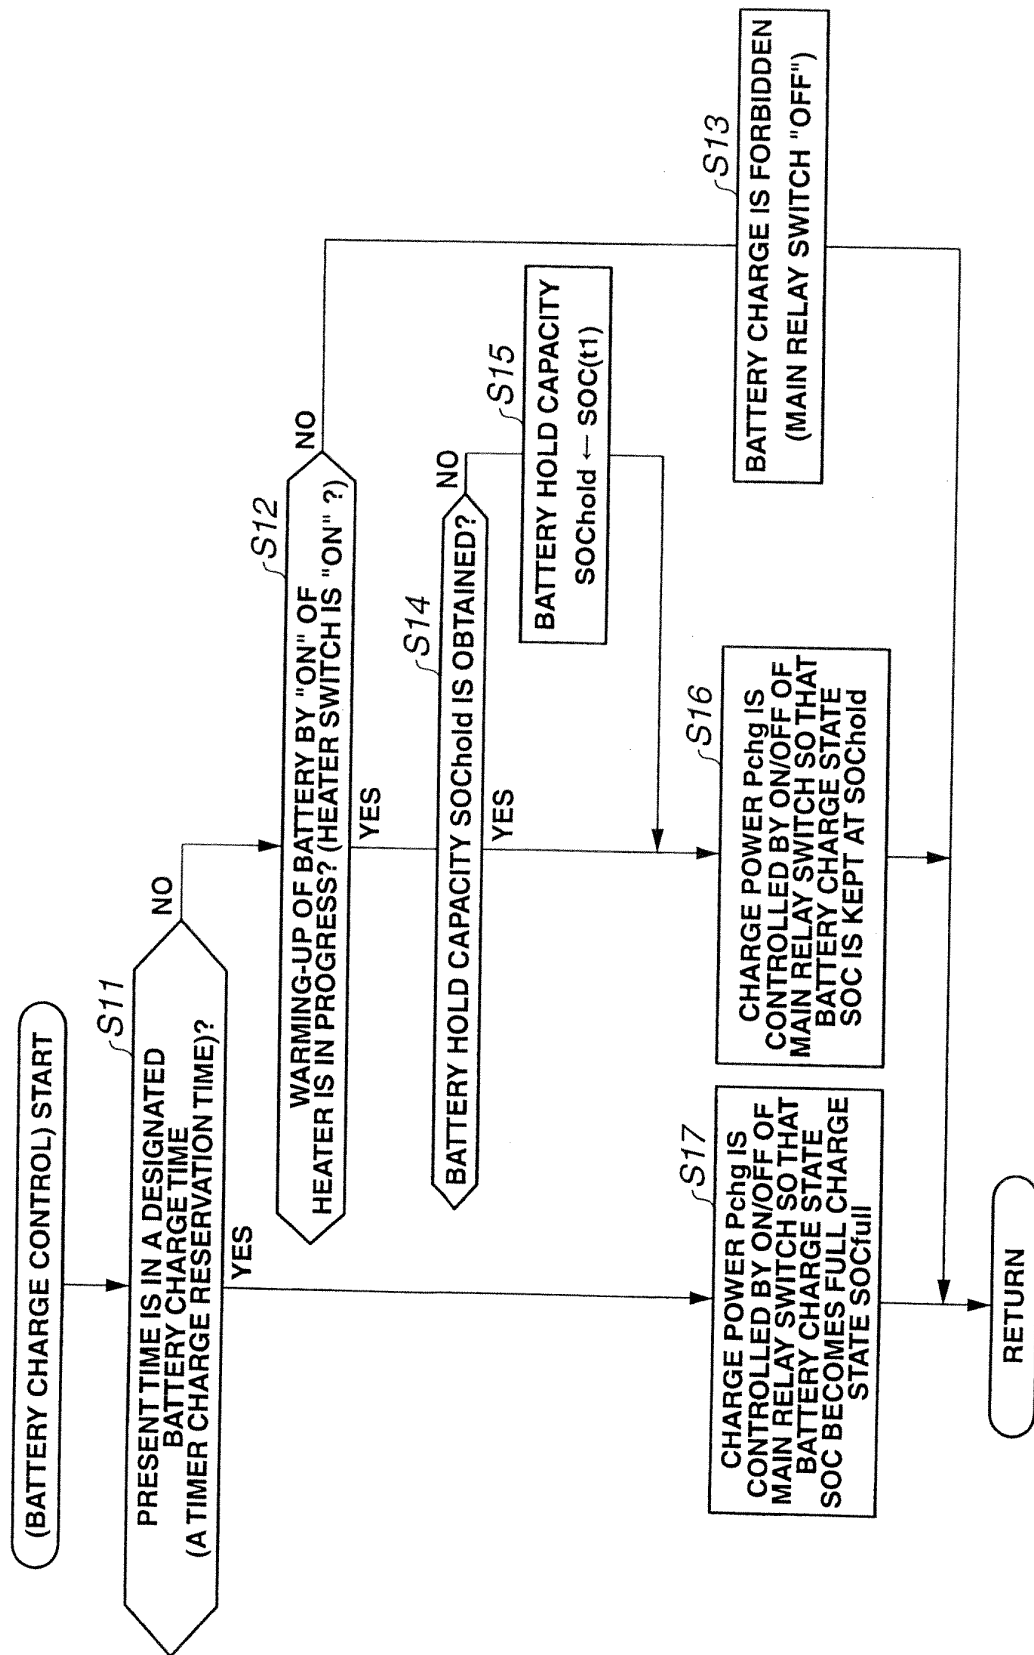 (BATTERY CHARGE CONTROL) START
S11
PRESENT TIME IS IN A DESIGNATED
BATTERY CHARGE TIME
(A TIMER CHARGE RESERVATION TIME)?
NO
YES
S12
WARMING-UP OF BATTERY BY "ON" OF
HEATER IS IN PROGRESS? (HEATER SWITCH IS "ON" ?)
NO
YES
S14
BATTERY HOLD CAPACITY SOChold IS OBTAINED?
NO
YES
S15
BATTERY HOLD CAPACITY
SOChold ← SOC(t1)
S17
CHARGE POWER Pchg IS
CONTROLLED BY ON/OFF OF
MAIN RELAY SWITCH SO THAT
BATTERY CHARGE STATE
SOC BECOMES FULL CHARGE
STATE SOCfull
S16
CHARGE POWER Pchg IS
CONTROLLED BY ON/OFF OF
MAIN RELAY SWITCH SO THAT
BATTERY CHARGE STATE
SOC IS KEPT AT SOChold
S13
BATTERY CHARGE IS FORBIDDEN
(MAIN RELAY SWITCH "OFF")
RETURN